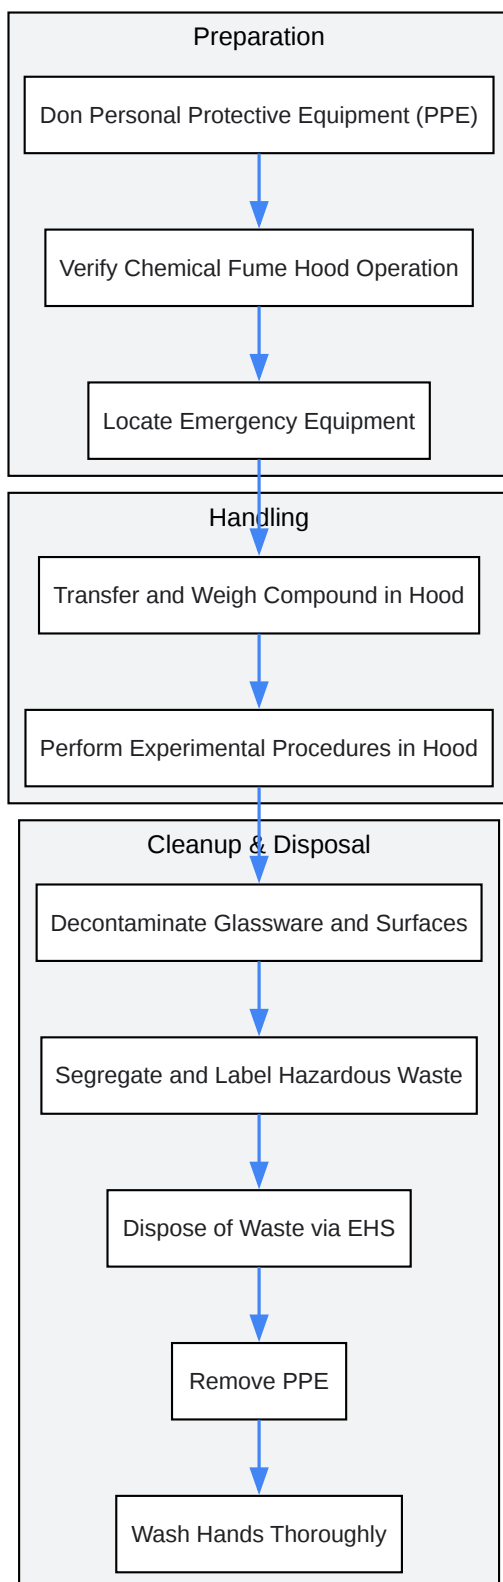 Preparation
Don Personal Protective Equipment (PPE)
Verify Chemical Fume Hood Operation
Locate Emergency Equipment
Handling
Transfer and Weigh Compound in Hood
Perform Experimental Procedures in Hood
Cleanup & Disposal
Decontaminate Glassware and Surfaces
Segregate and Label Hazardous Waste
Dispose of Waste via EHS
Remove PPE
Wash Hands Thoroughly